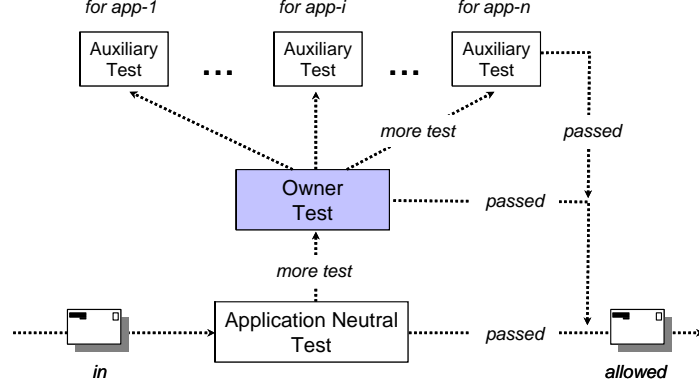 for app-1 for app-i for app-n
Auxiliary Test ... Auxiliary Test ... Auxiliary Test
more test passed
Owner Test passed
more test
Application Neutral Test passed
in allowed